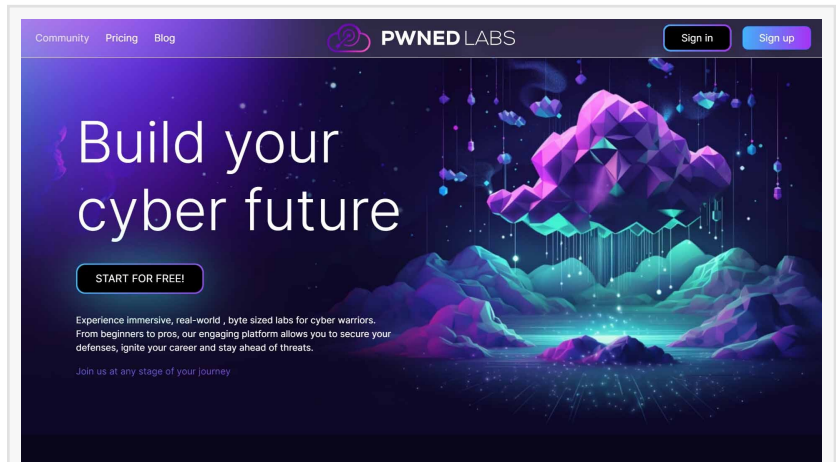 Community Pricing Blog PWNED LABS Sign in Sign up
Build your
cyber future
START FOR FREE!
Experience immersive, real-world , byte sized labs for cyber warriors.
From beginners to pros, our engaging platform allows you to secure your
defenses, ignite your career and stay ahead of threats.
Join us at any stage of your journey